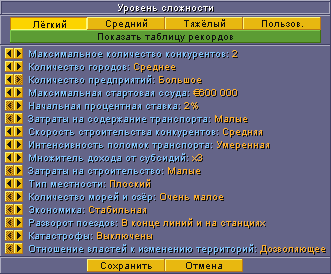 Уровень сложности
Лёгкий Средний Тяжёлый Пользов.
Показать таблицу рекордов
Максимальное количество конкурентов: 2
Количество городов: Среднее
Количество предприятий: Большое
Максимальная стартовая ссуда: €600 000
Начальная процентная ставка: 2%
Затраты на содержание транспорта: Малые
Скорость строительства конкурентов: Средняя
Интенсивность поломок транспорта: Умеренная
Множитель дохода от субсидий: x3
Затраты на строительство: Малые
Тип местности: Плоский
Количество морей и озёр: Очень малое
Экономика: Стабильная
Разворот поездов: В конце линий и на станциях
Катастрофы: Выключены
Отношение властей к изменению территорий: Дозволяющее
Сохранить Отмена